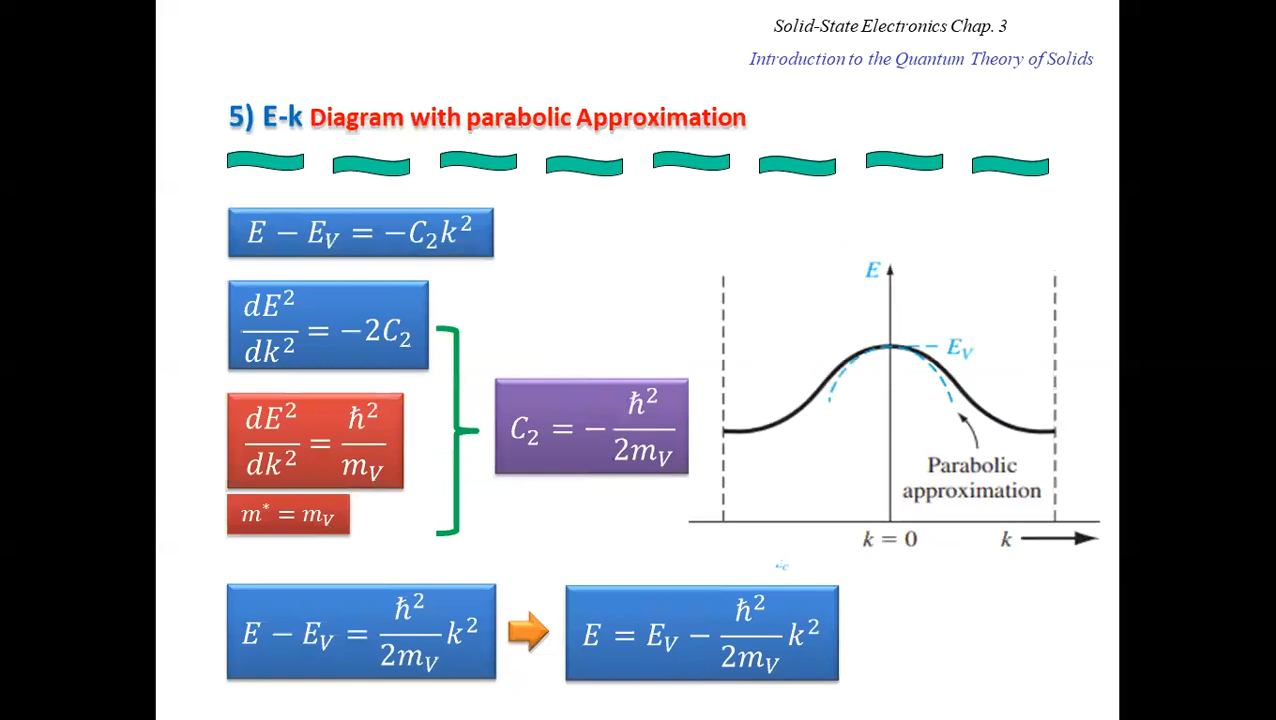 Solid-State Electronics Chap. 3
Introduction to the Quantum Theory of Solids
5) E-k Diagram with parabolic Approximation
E − E_V = −C₂k²
dE²/dk² = −2C₂
dE²/dk² = ħ²/m_V
m* = m_V
C₂ = − ħ²/2m_V
E
E_V
Parabolic
approximation
k = 0
k
E − E_V = ħ²/2m_V k²
E = E_V − ħ²/2m_V k²